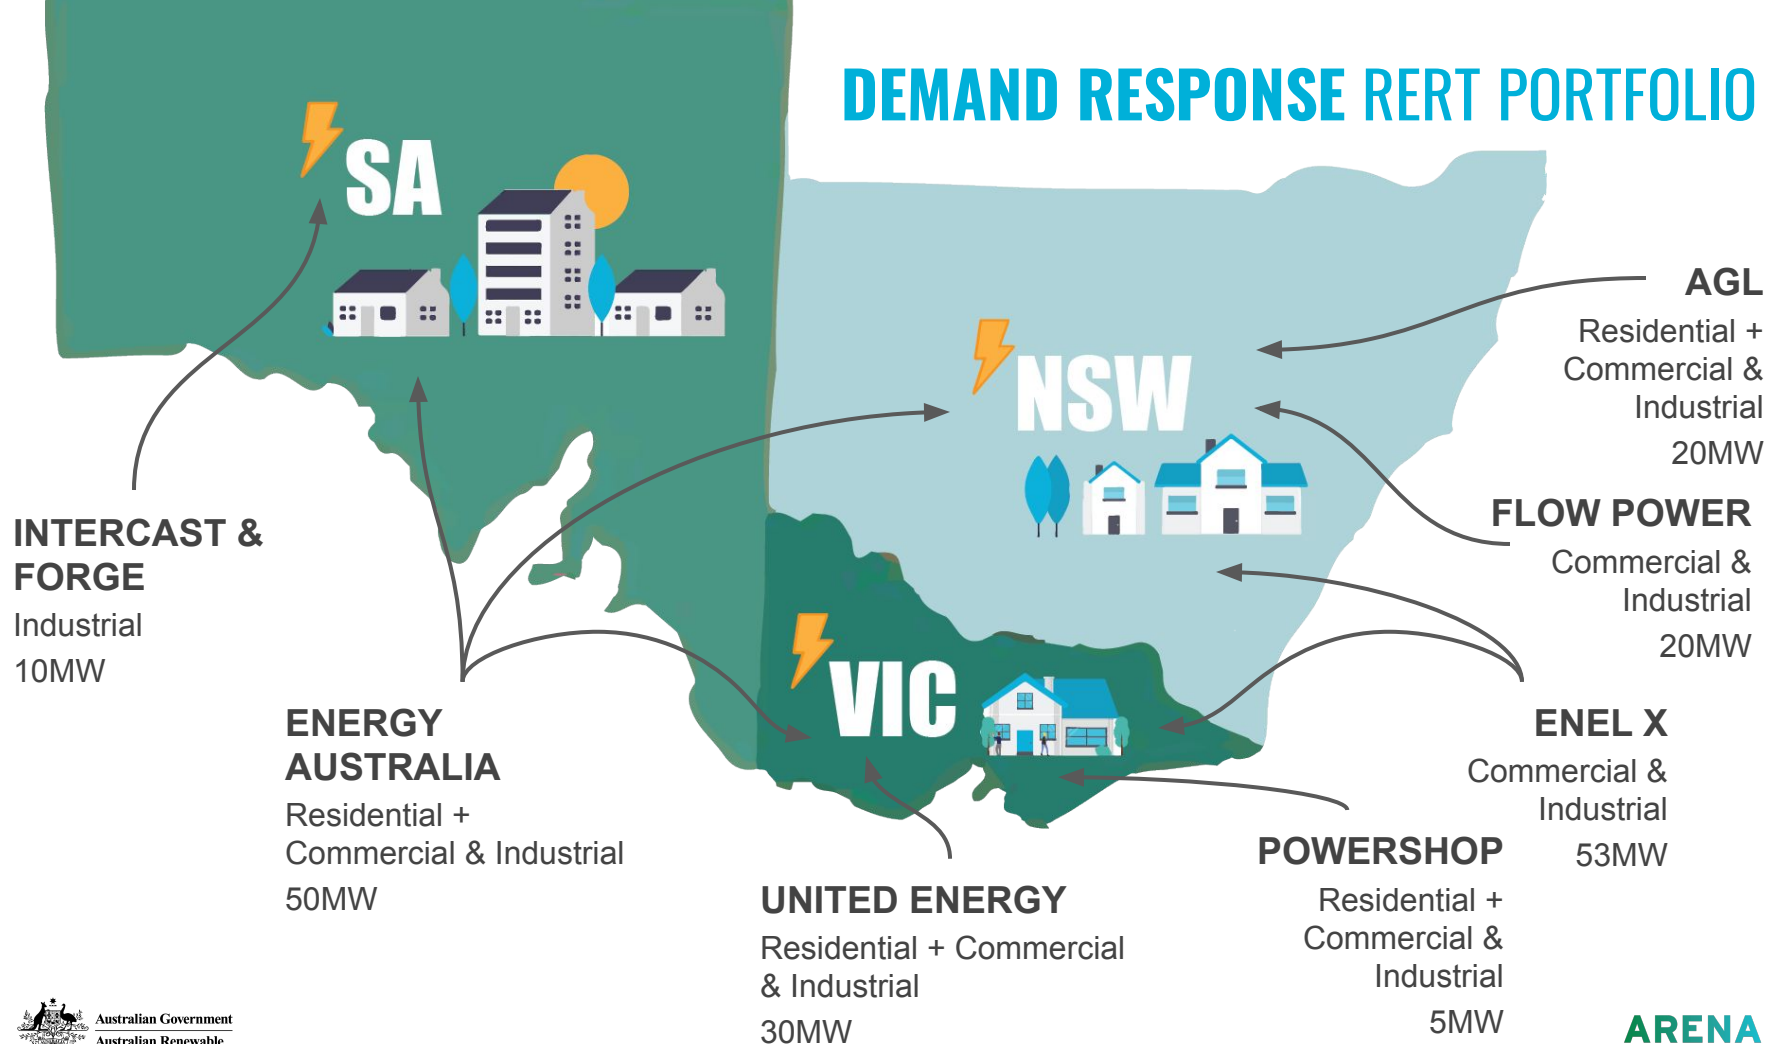 DEMAND RESPONSE RERT PORTFOLIO
SA
NSW
VIC
INTERCAST &
FORGE
Industrial
10MW
ENERGY
AUSTRALIA
Residential +
Commercial & Industrial
50MW
UNITED ENERGY
Residential + Commercial
& Industrial
30MW
POWERSHOP
Residential +
Commercial &
Industrial
5MW
ENEL X
Commercial &
Industrial
53MW
FLOW POWER
Commercial &
Industrial
20MW
AGL
Residential +
Commercial &
Industrial
20MW
Australian Government
Australian Renewable
ARENA